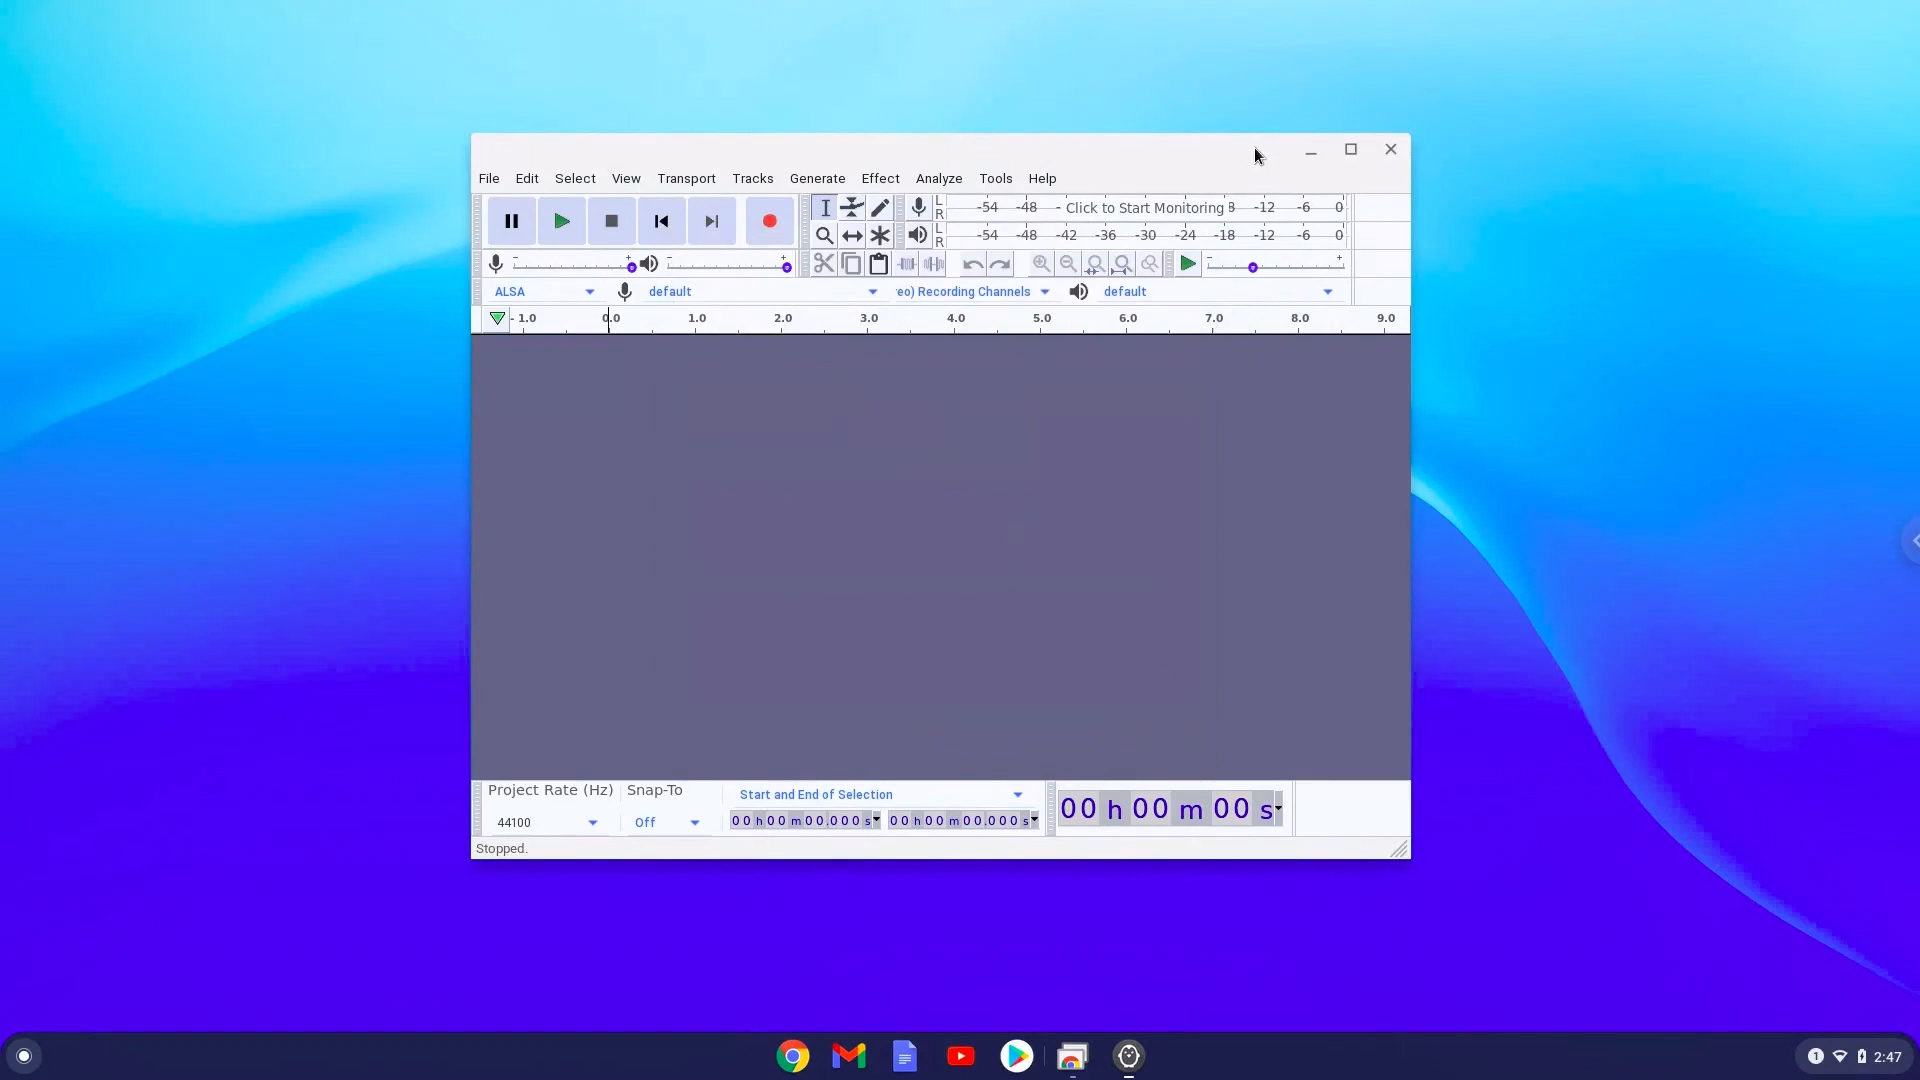 File Edit Select View Transport Tracks Generate Effect Analyze Tools Help
L
R
-54 -48 - Click to Start Monitoring 8 -12 -6 0
L
R
-54 -48 -42 -36 -30 -24 -18 -12 -6 0
- + - + - +
ALSA default eo) Recording Channels default
- 1.0 0.0 1.0 2.0 3.0 4.0 5.0 6.0 7.0 8.0 9.0
Project Rate (Hz) Snap-To Start and End of Selection
44100 Off 00 h 00 m 00.000 s 00 h 00 m 00.000 s 00 h 00 m 00 s
Stopped.
1 2:47